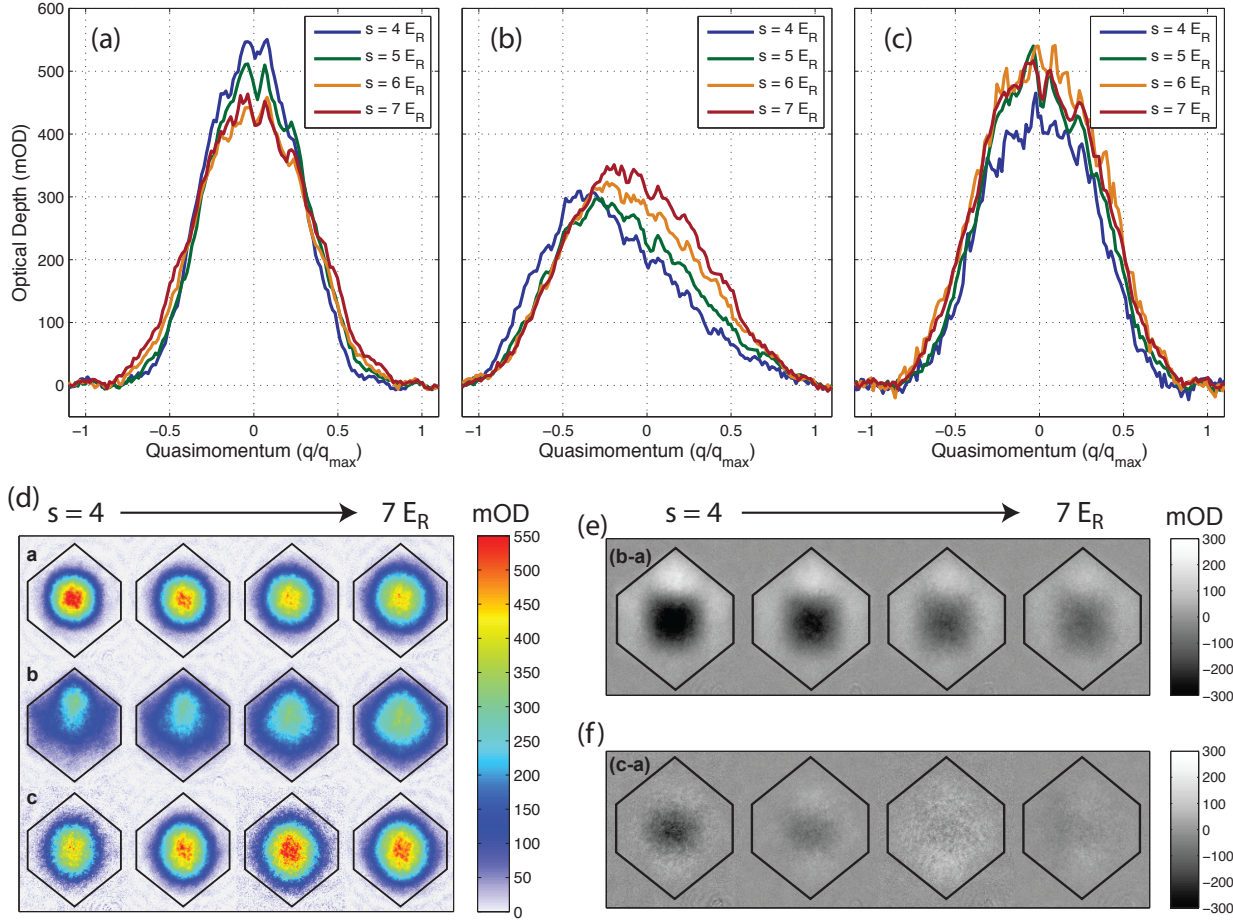 (a)
s = 4 E_R
s = 5 E_R
s = 6 E_R
s = 7 E_R
600
500
400
300
200
100
0
Optical Depth (mOD)
−1 −0.5 0 0.5 1
Quasimomentum (q/q_max)
(b)
s = 4 E_R
s = 5 E_R
s = 6 E_R
s = 7 E_R
−1 −0.5 0 0.5 1
Quasimomentum (q/q_max)
(c)
s = 4 E_R
s = 5 E_R
s = 6 E_R
s = 7 E_R
−1 −0.5 0 0.5 1
Quasimomentum (q/q_max)
(d)
s = 4 7 E_R mOD
a
b
c
550
500
450
400
350
300
250
200
150
100
50
0
(e)
s = 4 7 E_R mOD
(b-a)
300
200
100
0
−100
−200
−300
(f)
(c-a)
300
200
100
0
−100
−200
−300